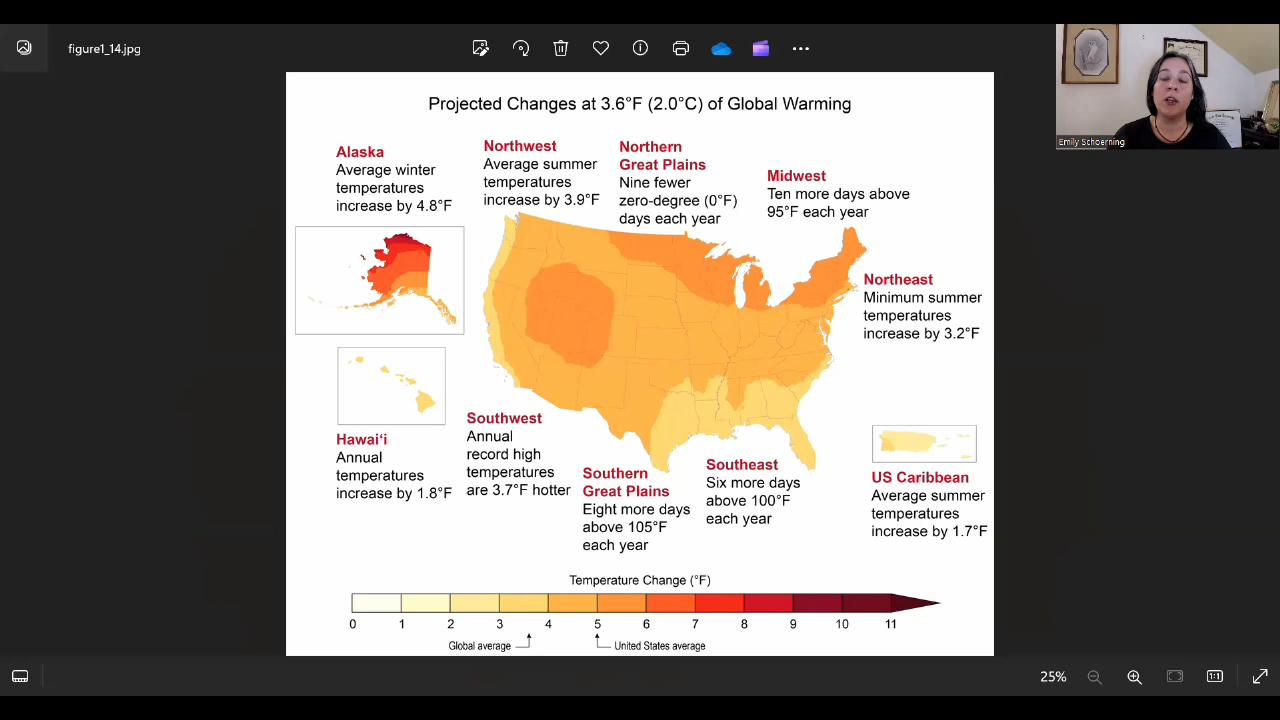 figure1_14.jpg
Emily Schoerning
Projected Changes at 3.6°F (2.0°C) of Global Warming
Alaska
Average winter
temperatures
increase by 4.8°F
Northwest
Average summer
temperatures
increase by 3.9°F
Northern
Great Plains
Nine fewer
zero-degree (0°F)
days each year
Midwest
Ten more days above
95°F each year
Northeast
Minimum summer
temperatures
increase by 3.2°F
Hawai‘i
Annual
temperatures
increase by 1.8°F
Southwest
Annual
record high
temperatures
are 3.7°F hotter
Southern
Great Plains
Eight more days
above 105°F
each year
Southeast
Six more days
above 100°F
each year
US Caribbean
Average summer
temperatures
increase by 1.7°F
Temperature Change (°F)
0 1 2 3 4 5 6 7 8 9 10 11
Global average
United States average
25%
1:1